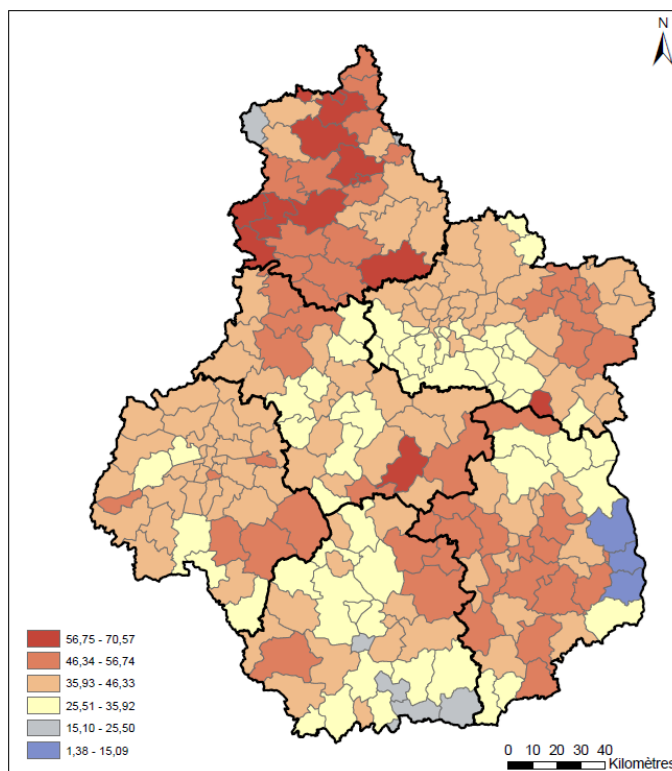 N
56,75 - 70,57
46,34 - 56,74
35,93 - 46,33
25,51 - 35,92
15,10 - 25,50
1,38 - 15,09
0 10 20 30 40
Kilomètres